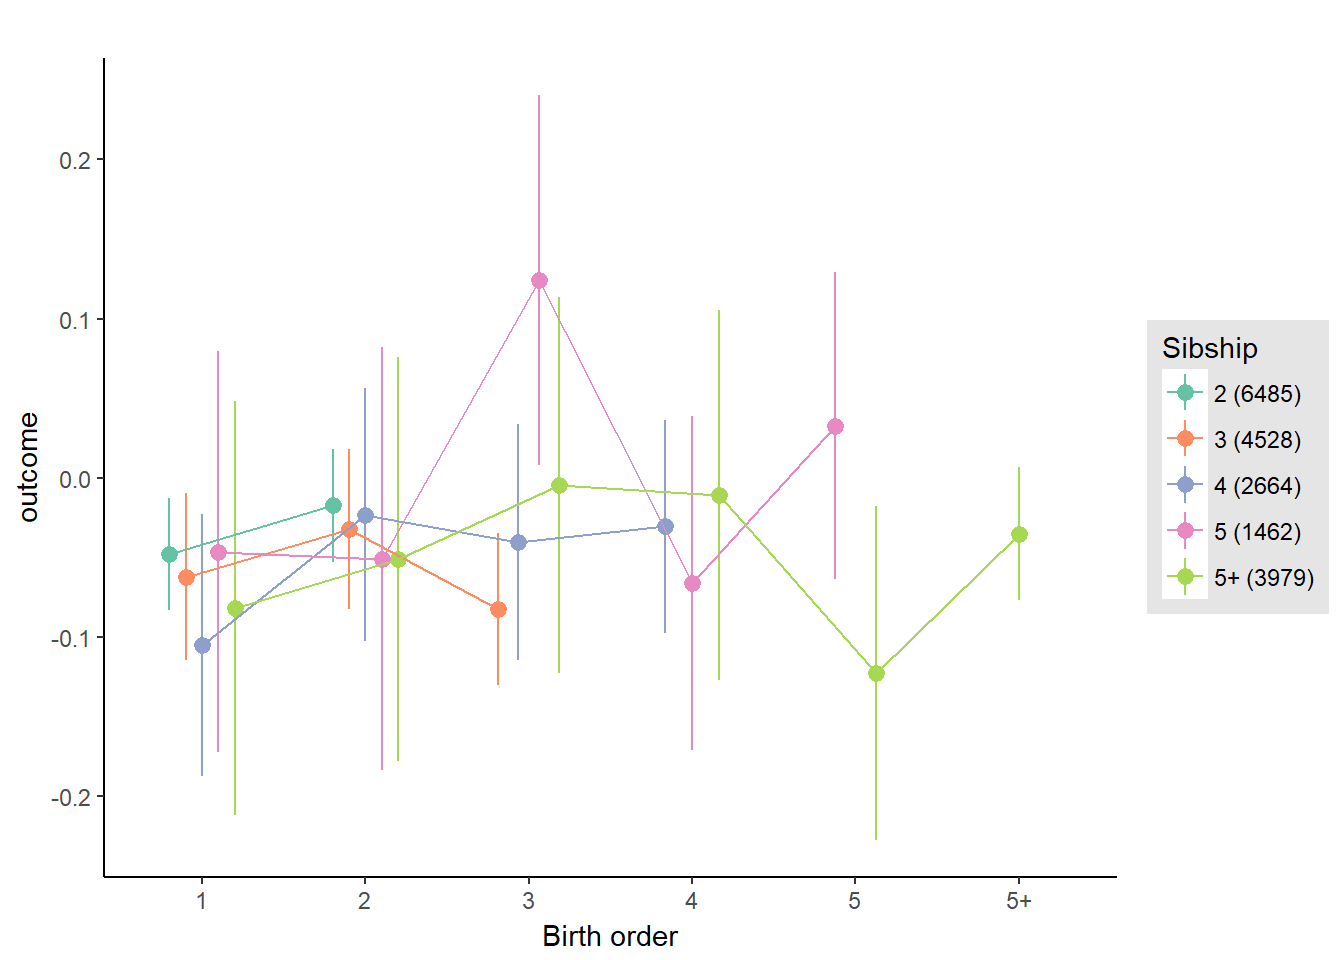 0.2
0.1
0.0
-0.1
-0.2
outcome
1 2 3 4 5 5+
Birth order
Sibship
2 (6485)
3 (4528)
4 (2664)
5 (1462)
5+ (3979)